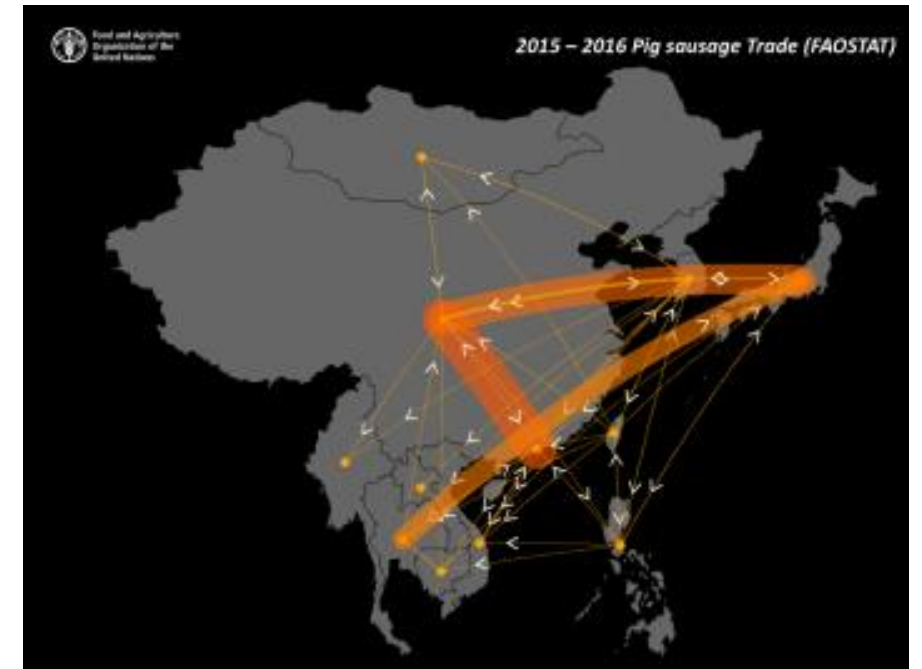 Food and Agriculture
Organization of the
United Nations
2015 – 2016 Pig sausage Trade (FAOSTAT)